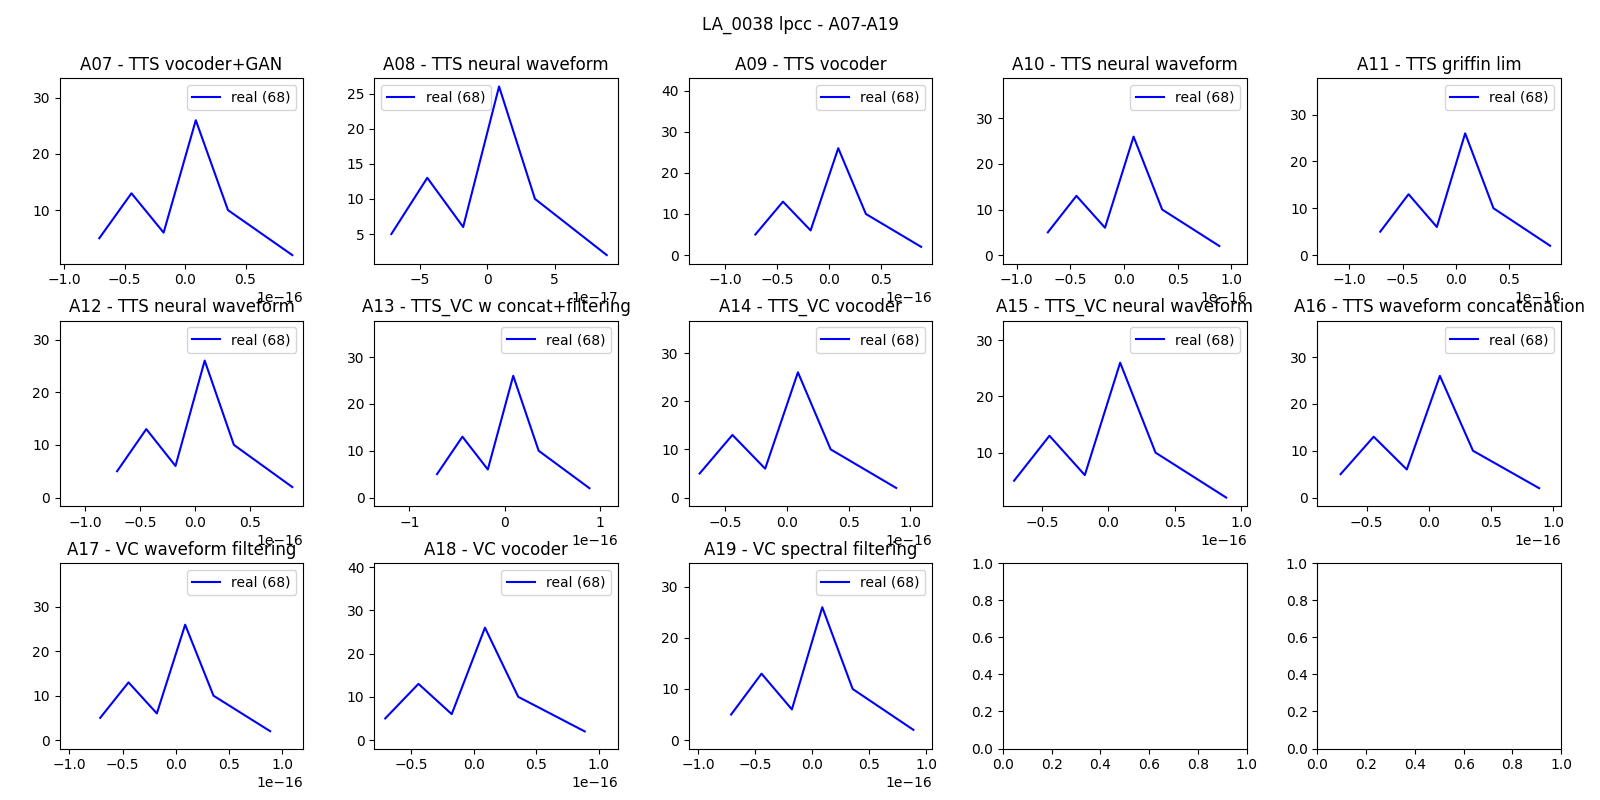 LA_0038 lpcc - A07-A19
A07 - TTS vocoder+GAN
A08 - TTS neural waveform
A09 - TTS vocoder
A10 - TTS neural waveform
A11 - TTS griffin lim
real (68)
real (68)
real (68)
real (68)
real (68)
30
20
10
−1.0 −0.5 0.0 0.5
1e−16
25
20
15
10
5
−5 0 5
1e−17
40
30
20
10
0
−0.5 0.0 0.5
1e−16
30
20
10
0
−1.0 −0.5 0.0 0.5 1.0
1e−16
30
20
10
0
−1.0 −0.5 0.0 0.5
1e−16
A12 - TTS neural waveform
A13 - TTS_VC w concat+filtering
A14 - TTS_VC vocoder
A15 - TTS_VC neural waveform
A16 - TTS waveform concatenation
real (68)
real (68)
real (68)
real (68)
real (68)
30
20
10
0
−1.0 −0.5 0.0 0.5
1e−16
30
20
10
0
−1 0 1
1e−16
30
20
10
0
−0.5 0.0 0.5 1.0
1e−16
30
20
10
−0.5 0.0 0.5 1.0
1e−16
30
20
10
0
−0.5 0.0 0.5 1.0
1e−16
A17 - VC waveform filtering
A18 - VC vocoder
A19 - VC spectral filtering
real (68)
real (68)
real (68)
30
20
10
0
−1.0 −0.5 0.0 0.5 1.0
1e−16
40
30
20
10
0
−0.5 0.0 0.5 1.0
1e−16
30
20
10
0
−1.0 −0.5 0.0 0.5 1.0
1e−16
1.0
0.8
0.6
0.4
0.2
0.0
0.0 0.2 0.4 0.6 0.8 1.0
1.0
0.8
0.6
0.4
0.2
0.0
0.0 0.2 0.4 0.6 0.8 1.0